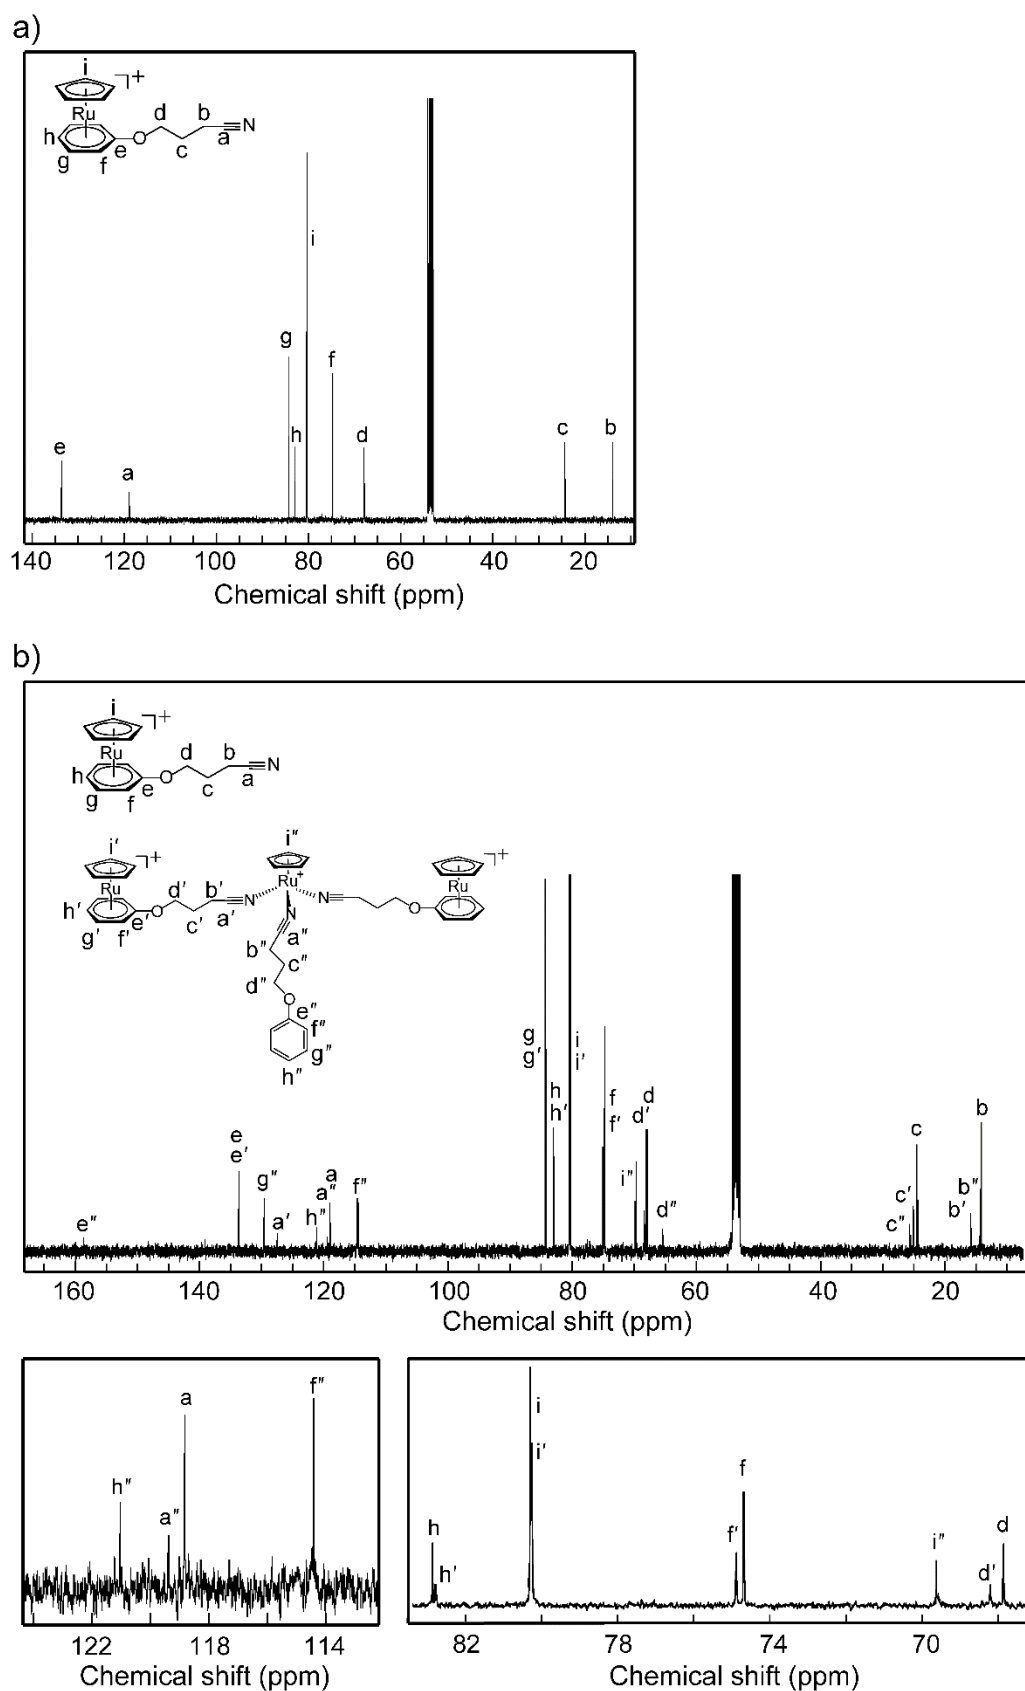 a)
i
⌝+
Ru
d b
N
h
O
a
e
c
g f
i
g
f
h
e
d
c
b
a
140 120 100 80 60 40 20
Chemical shift (ppm)
b)
i
⌝+
Ru
d b
N
h
O
a
e
c
g f
i′
⌝+
i″
⌝+
Ru
Ru+
Ru
d′ b′
N N
h′
O
O
e′
a′
N
c′
g′ f′
a″
b″
c″
d″
O
e″
f″
g″
h″
g
g′
i
i′
h
h′
f
f′
d
d′
b
c
e
e′
i″
g″
a
a″
f″
c′
b″
a′
h″
d″
c″
b′
e″
160 140 120 100 80 60 40 20
Chemical shift (ppm)
f″
a
h″
a″
122 118 114
Chemical shift (ppm)
i
i′
f
h
f′
i″
d
h′
d′
82 78 74 70
Chemical shift (ppm)